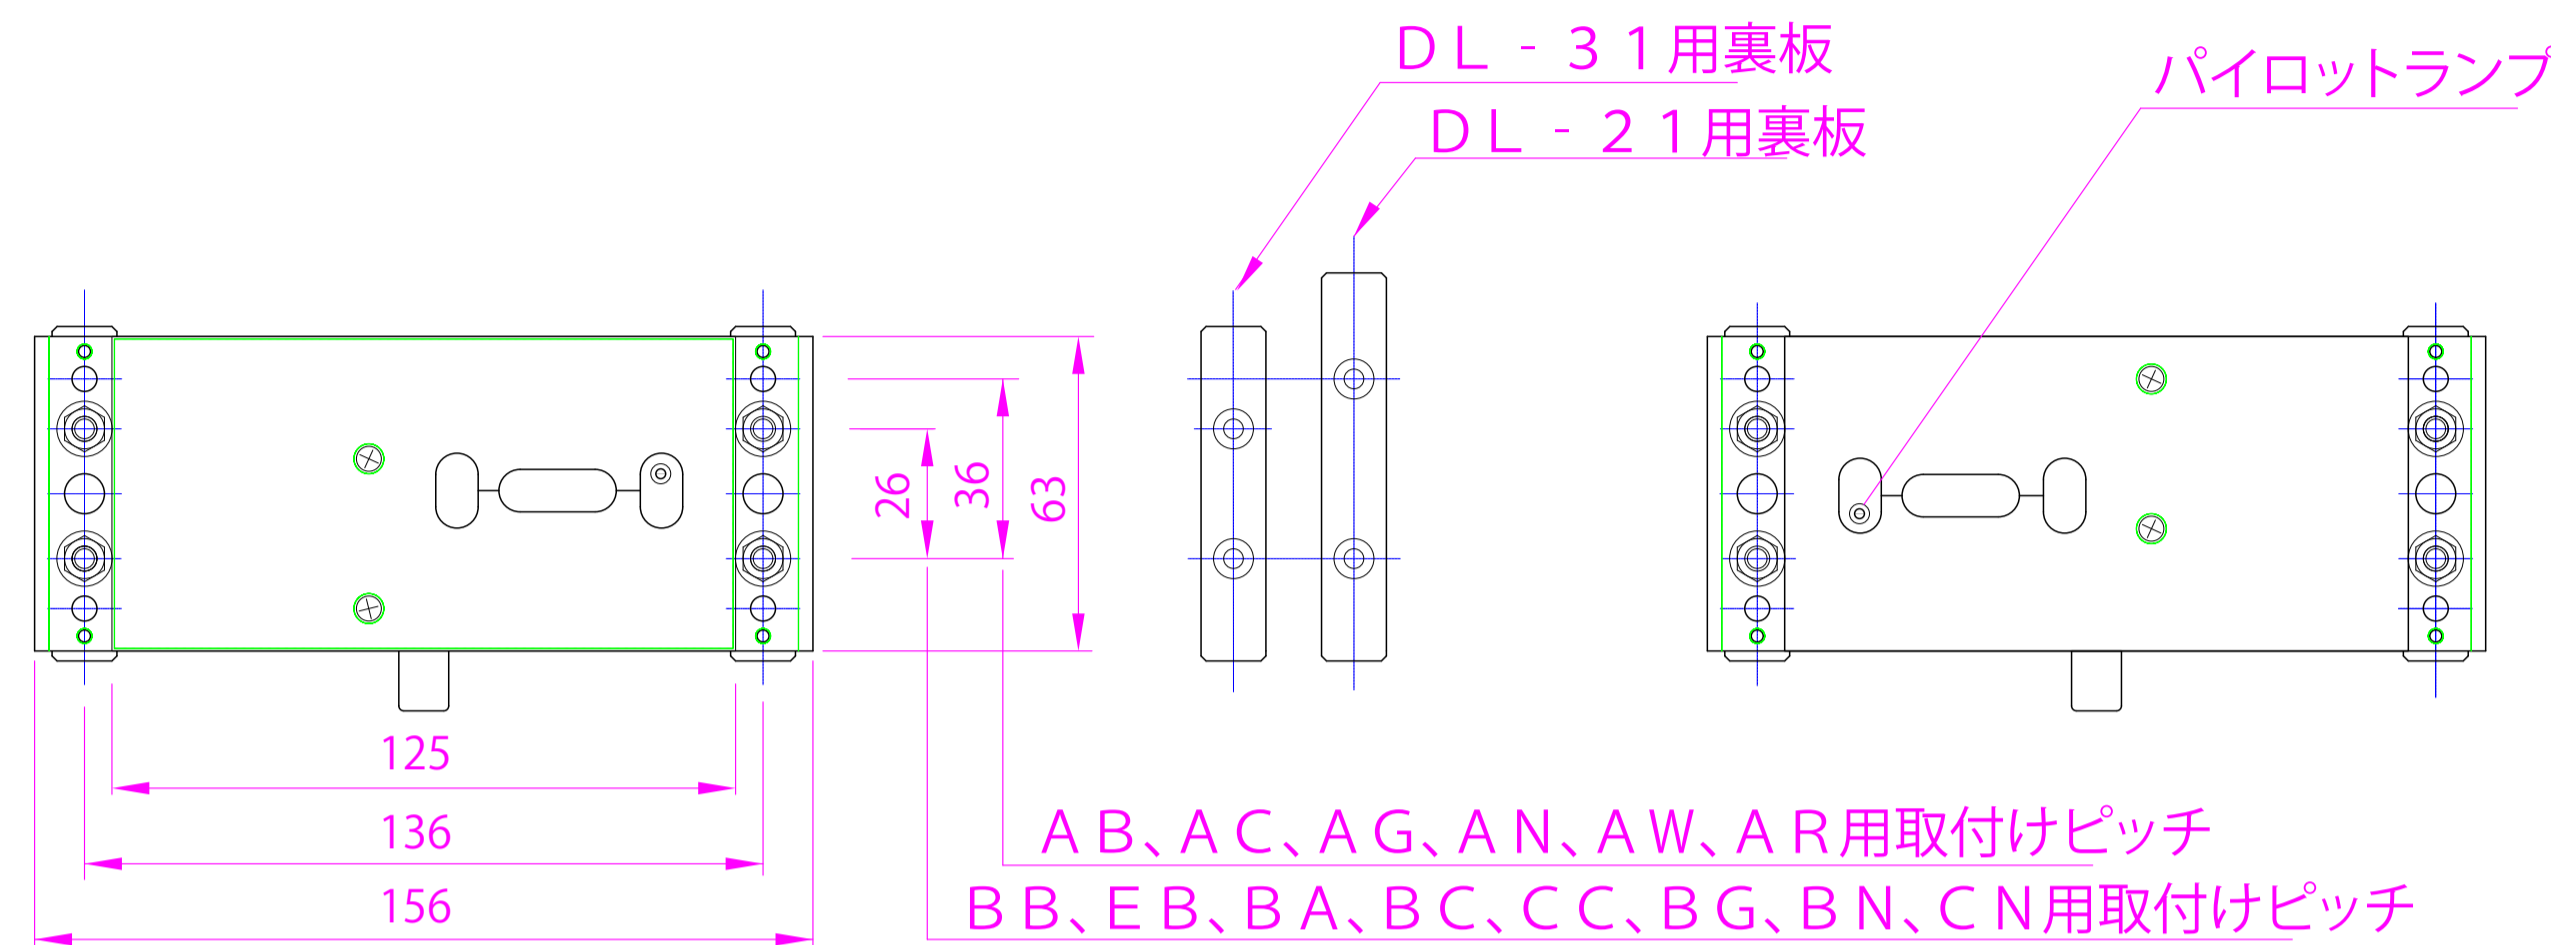 ＤＬ‐３１用裏板
パイロットランプ
ＤＬ‐２１用裏板
26
36
63
125
136
156
ＡＢ、ＡＣ、ＡＧ、ＡＮ、ＡＷ、ＡＲ用取付けピッチ
ＢＢ、ＥＢ、ＢＡ、ＢＣ、ＣＣ、ＢＧ、ＢＮ、ＣＮ用取付けピッチ